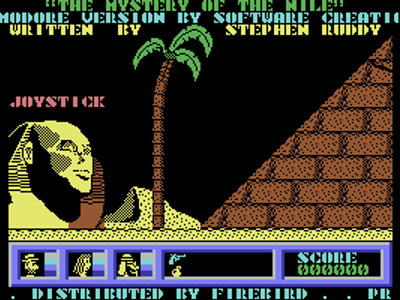 "THE MYSTERY OF THE NILE"
MODORE VERSION BY SOFTWARE CREATIO
WRITTEN BY STEPHEN RUDDY
JOYSTICK
SCORE
000000
. DISTRIBUTED BY FIREBIRD . PR